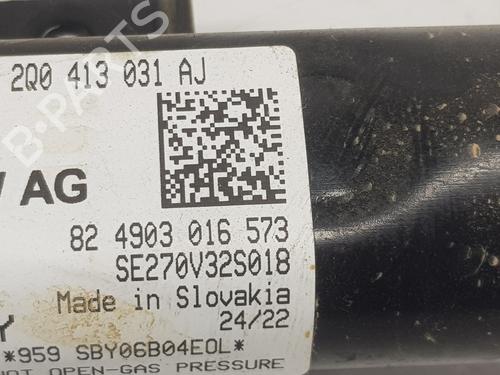 2Q0 413 031 AJ
AG
82 4903 016 573
SE270V32S018
Made in Slovakia
24/22
Y
*959 SBY06B04EOL*
OPEN-GAS PRESSURE
B-PARTS